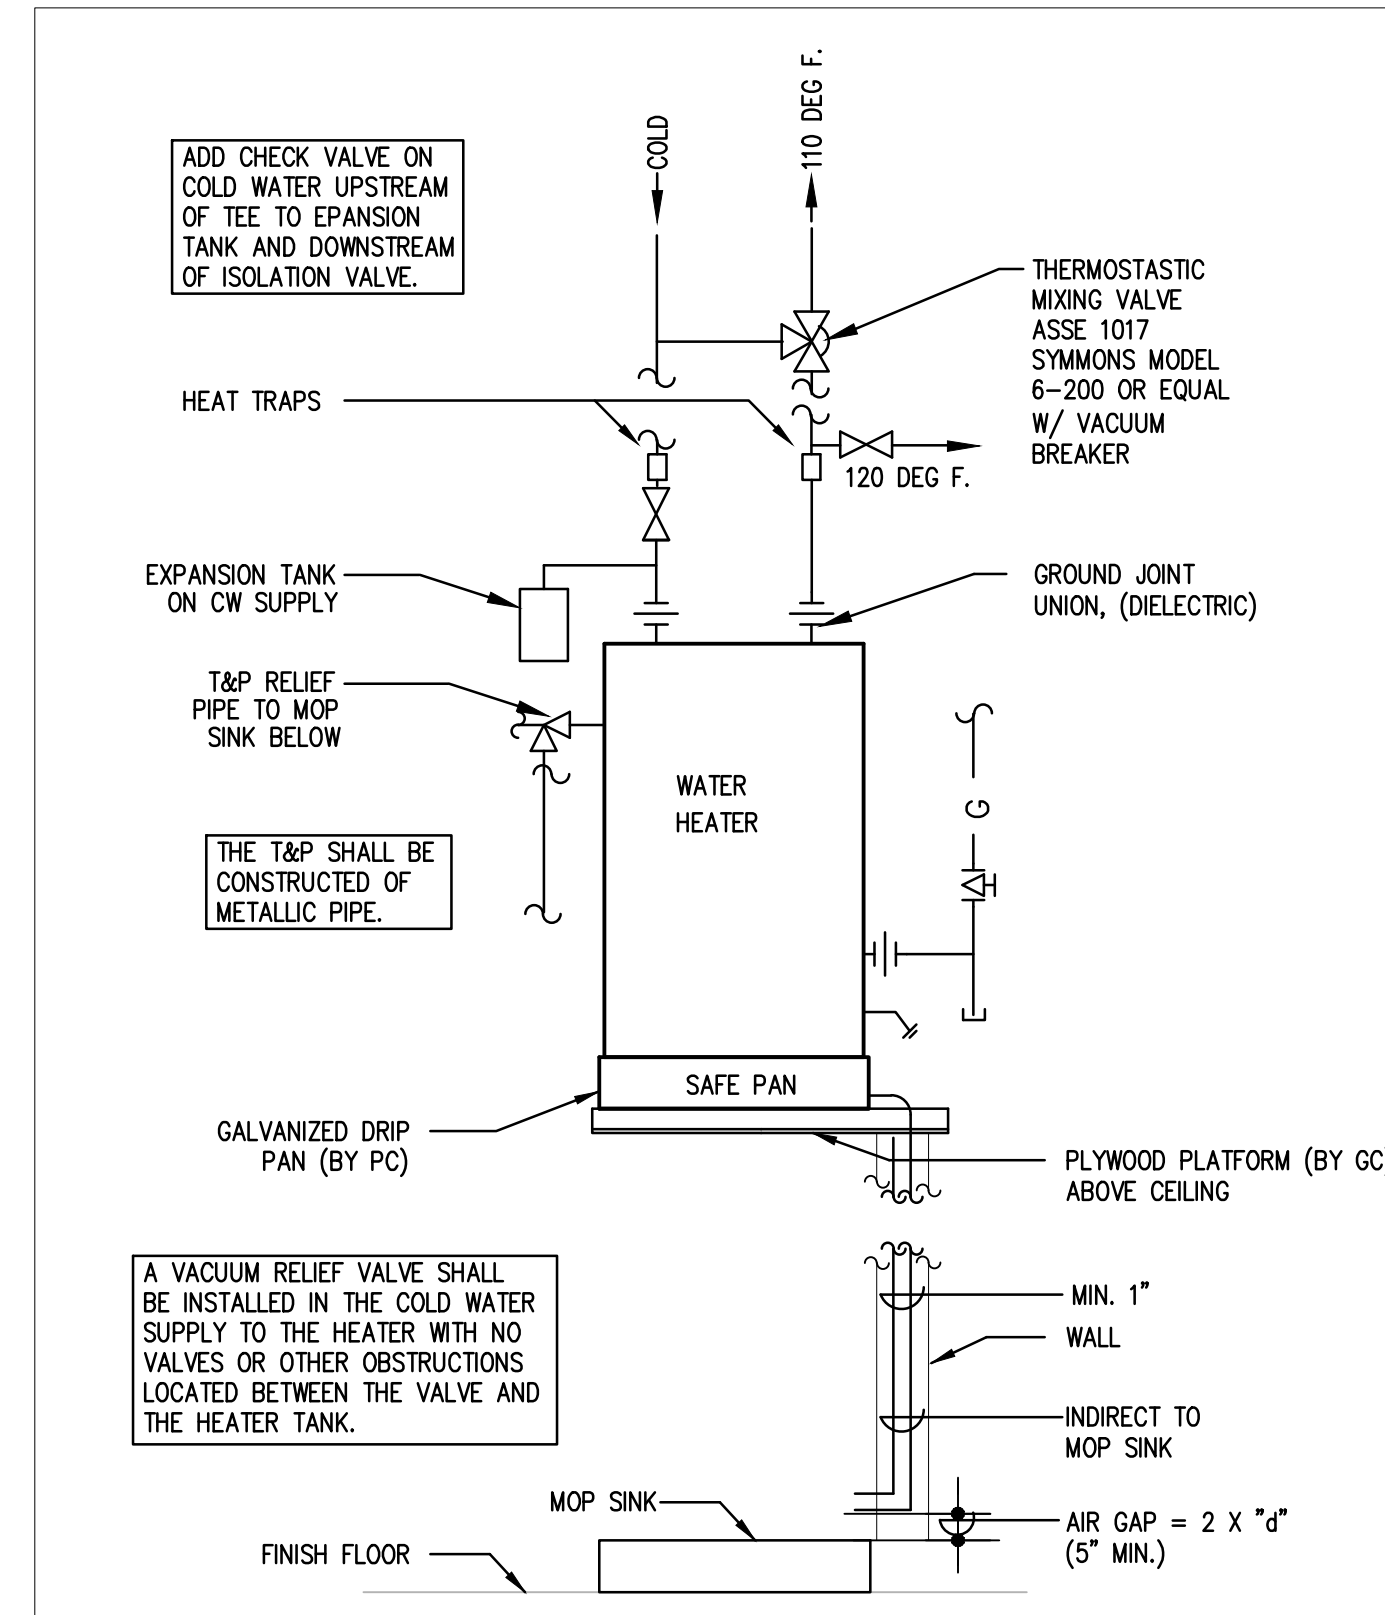 COLD
110 DEG F.
ADD CHECK VALVE ON
COLD WATER UPSTREAM
OF TEE TO EPANSION
TANK AND DOWNSTREAM
OF ISOLATION VALVE.
THERMOSTASTIC
MIXING VALVE
ASSE 1017
SYMMONS MODEL
6-200 OR EQUAL
W/ VACUUM
BREAKER
HEAT TRAPS
120 DEG F.
EXPANSION TANK
ON CW SUPPLY
GROUND JOINT
UNION, (DIELECTRIC)
T&P RELIEF
PIPE TO MOP
SINK BELOW
WATER
HEATER
G
THE T&P SHALL BE
CONSTRUCTED OF
METALLIC PIPE.
SAFE PAN
GALVANIZED DRIP
PAN (BY PC)
PLYWOOD PLATFORM (BY GC)
ABOVE CEILING
A VACUUM RELIEF VALVE SHALL
BE INSTALLED IN THE COLD WATER
SUPPLY TO THE HEATER WITH NO
VALVES OR OTHER OBSTRUCTIONS
LOCATED BETWEEN THE VALVE AND
THE HEATER TANK.
MIN. 1"
WALL
INDIRECT TO
MOP SINK
MOP SINK
AIR GAP = 2 X "d"
(5" MIN.)
FINISH FLOOR